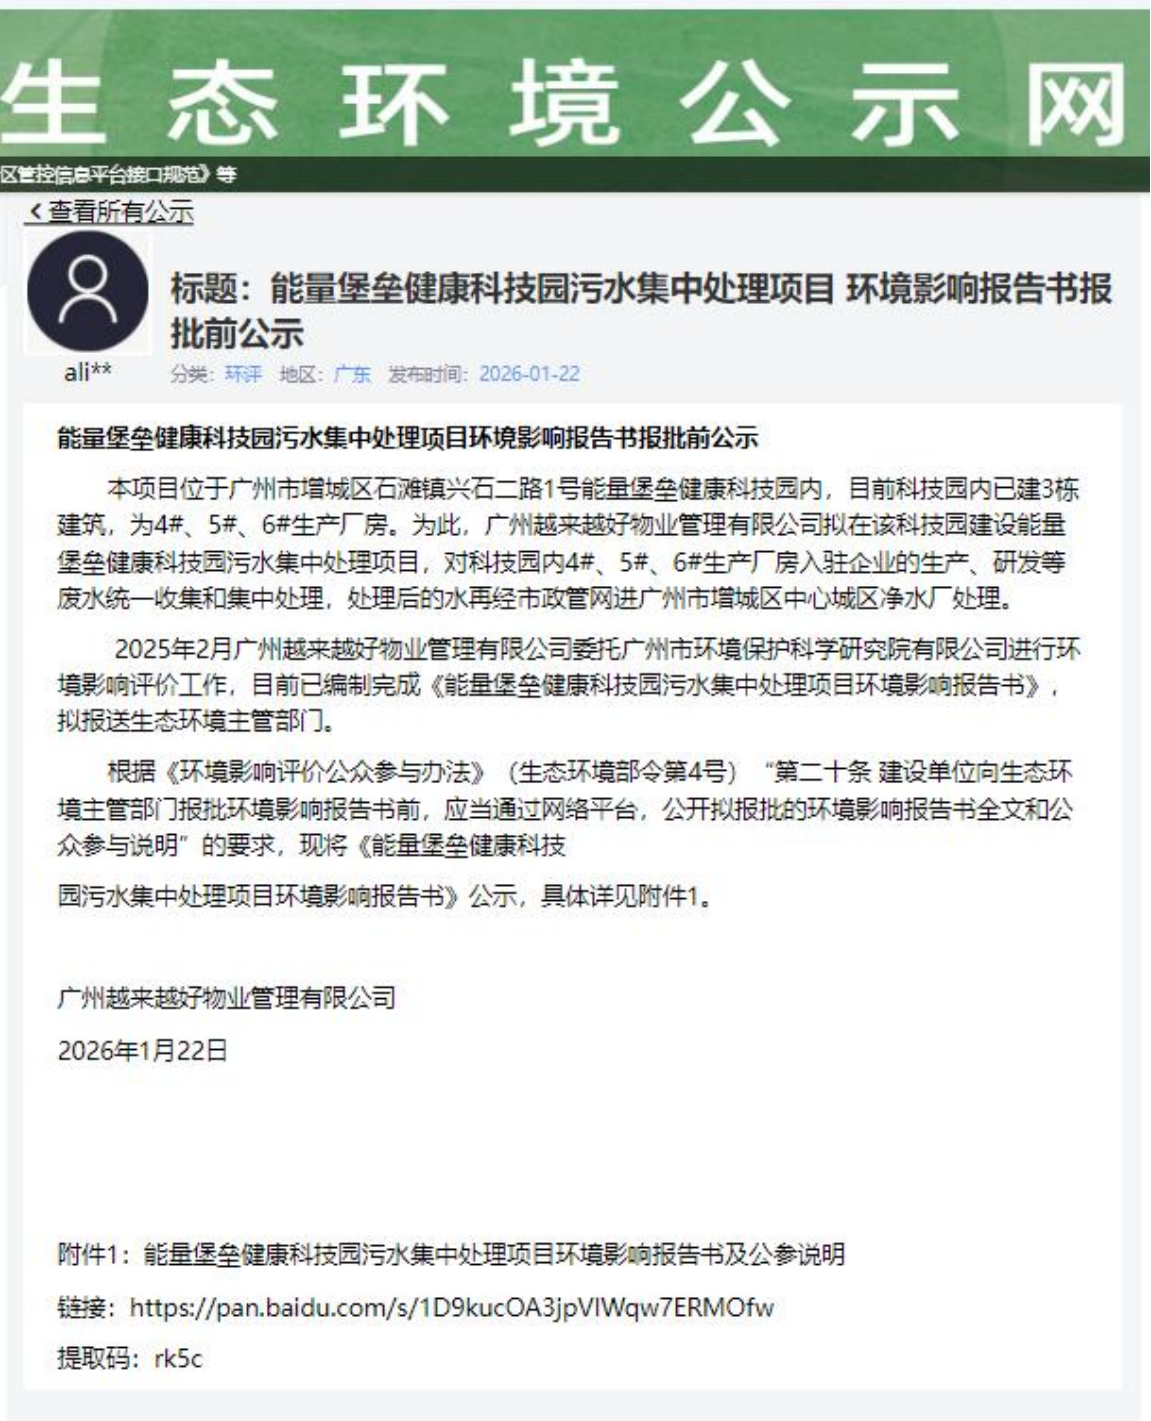 生态环境公示网
区管控信息平台接口规范》等
查看所有公示
标题：能量堡垒健康科技园污水集中处理项目 环境影响报告书报
批前公示
ali**
分类：环评 地区：广东 发布时间：2026-01-22
能量堡垒健康科技园污水集中处理项目环境影响报告书报批前公示
本项目位于广州市增城区石滩镇兴石二路1号能量堡垒健康科技园内，目前科技园内已建3栋
建筑，为4#、5#、6#生产厂房。为此，广州越来越好物业管理有限公司拟在该科技园建设能量
堡垒健康科技园污水集中处理项目，对科技园内4#、5#、6#生产厂房入驻企业的生产、研发等
废水统一收集和集中处理，处理后的水再经市政管网进广州市增城区中心城区净水厂处理。
2025年2月广州越来越好物业管理有限公司委托广州市环境保护科学研究院有限公司进行环
境影响评价工作，目前已编制完成《能量堡垒健康科技园污水集中处理项目环境影响报告书》，
拟报送生态环境主管部门。
根据《环境影响评价公众参与办法》（生态环境部令第4号）“第二十条 建设单位向生态环
境主管部门报批环境影响报告书前，应当通过网络平台，公开拟报批的环境影响报告书全文和公
众参与说明”的要求，现将《能量堡垒健康科技
园污水集中处理项目环境影响报告书》公示，具体详见附件1。
广州越来越好物业管理有限公司
2026年1月22日
附件1：能量堡垒健康科技园污水集中处理项目环境影响报告书及公参说明
链接：https://pan.baidu.com/s/1D9kucOA3jpVlWqw7ERMOfw
提取码：rk5c